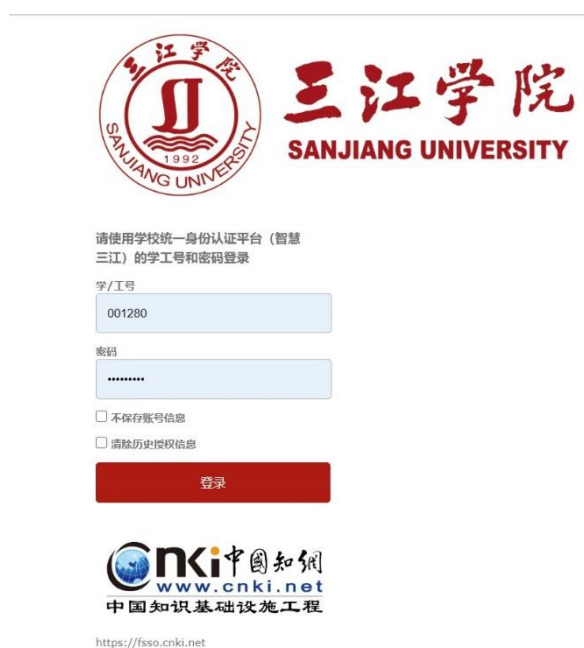 三江学院
SANJIANG UNIVERSITY
三江学院
1992
SANJIANG UNIVERSITY
请使用学校统一身份认证平台（智慧
三江）的学工号和密码登录
学/工号
001280
密码
•••••••••
不保存账号信息
清除历史授权信息
登录
cnki中國知網
www.cnki.net
中国知识基础设施工程
https://fsso.cnki.net